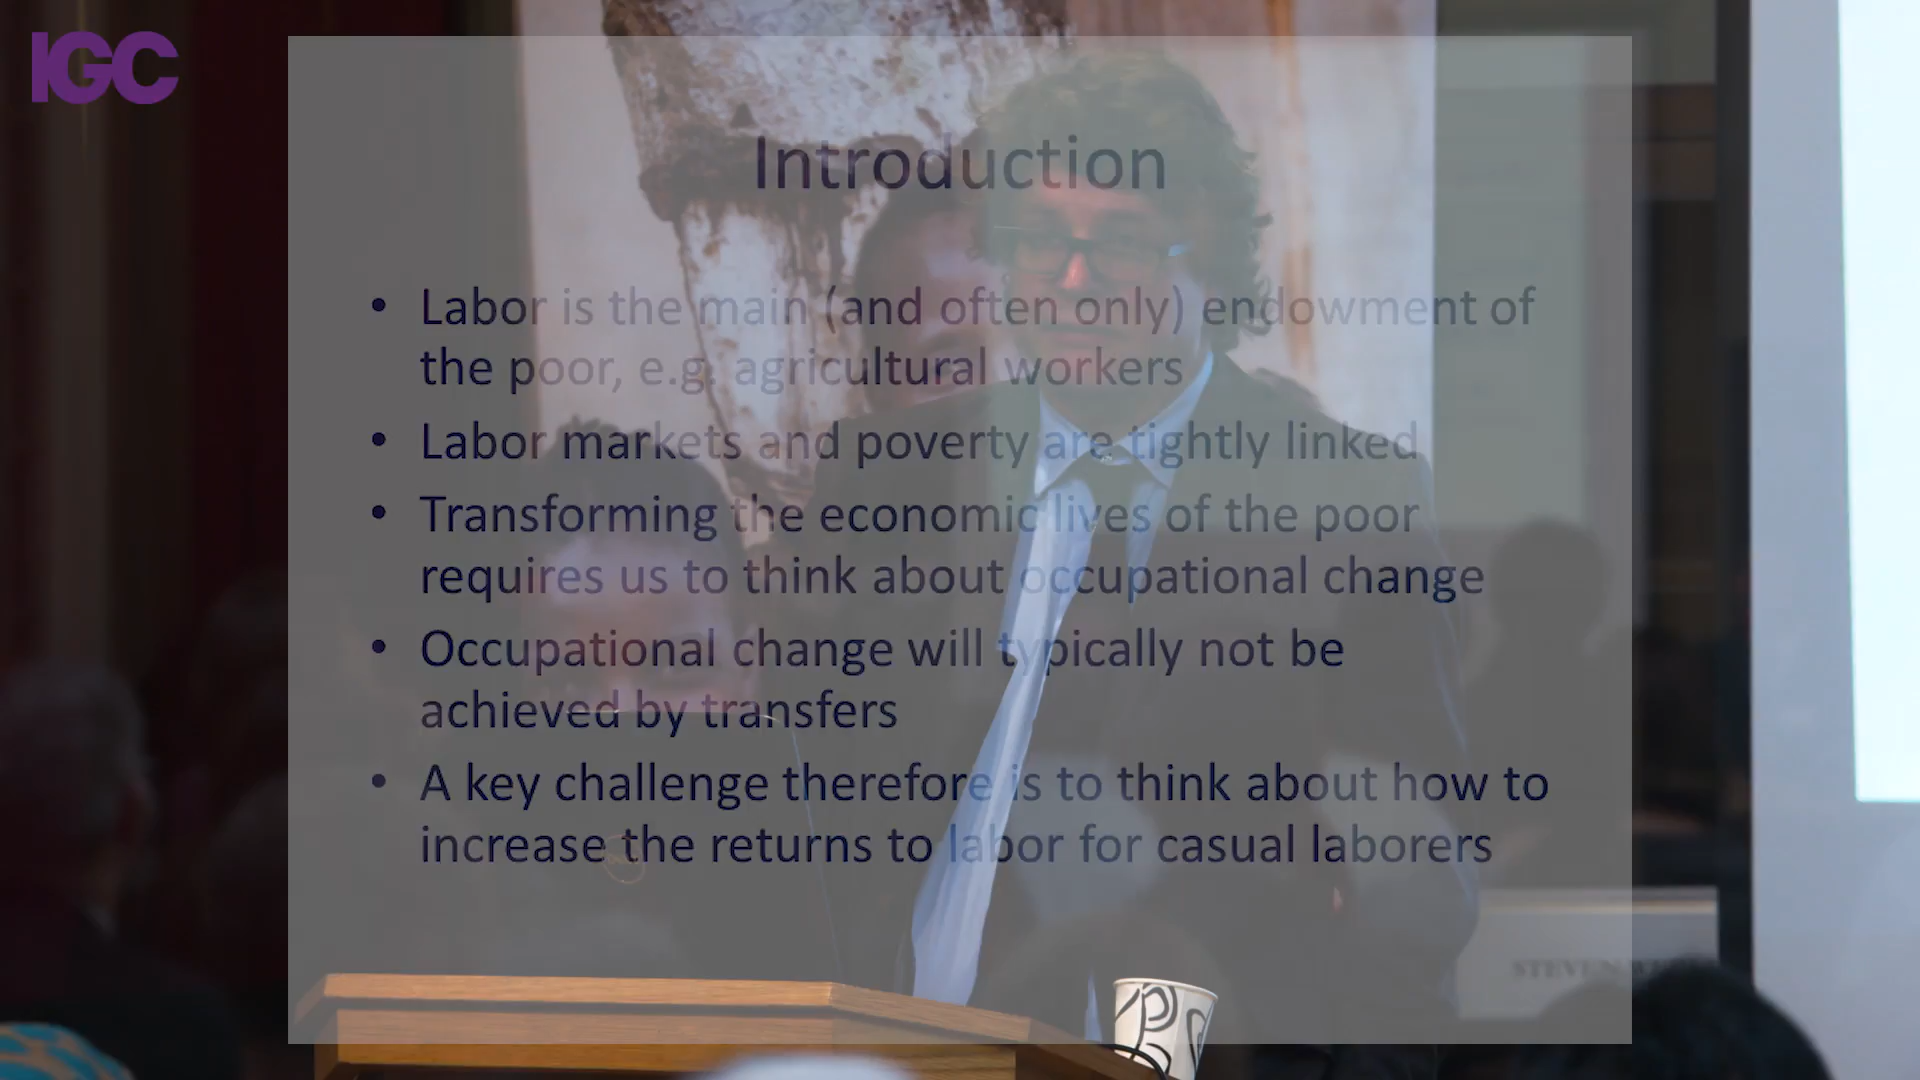 IGC
Introduction
• Labor is the main (and often only) endowment of
the poor, e.g. agricultural workers
• Labor markets and poverty are tightly linked
• Transforming the economic lives of the poor
requires us to think about occupational change
• Occupational change will typically not be
achieved by transfers
• A key challenge therefore is to think about how to
increase the returns to labor for casual laborers
STEVEN